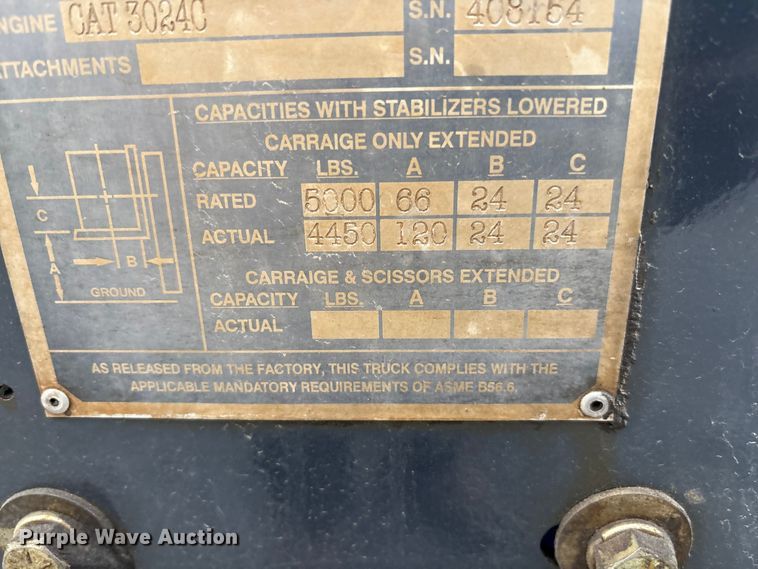 ENGINE CAT 3024C S.N. 408154
ATTACHMENTS S.N.
CAPACITIES WITH STABILIZERS LOWERED
CARRAIGE ONLY EXTENDED
CAPACITY LBS. A B C
RATED 5000 66 24 24
ACTUAL 4450 120 24 24
C
B
A
GROUND
CARRAIGE & SCISSORS EXTENDED
CAPACITY LBS. A B C
ACTUAL
AS RELEASED FROM THE FACTORY, THIS TRUCK COMPLIES WITH THE
APPLICABLE MANDATORY REQUIREMENTS OF ASME B56.6.
Purple Wave Auction